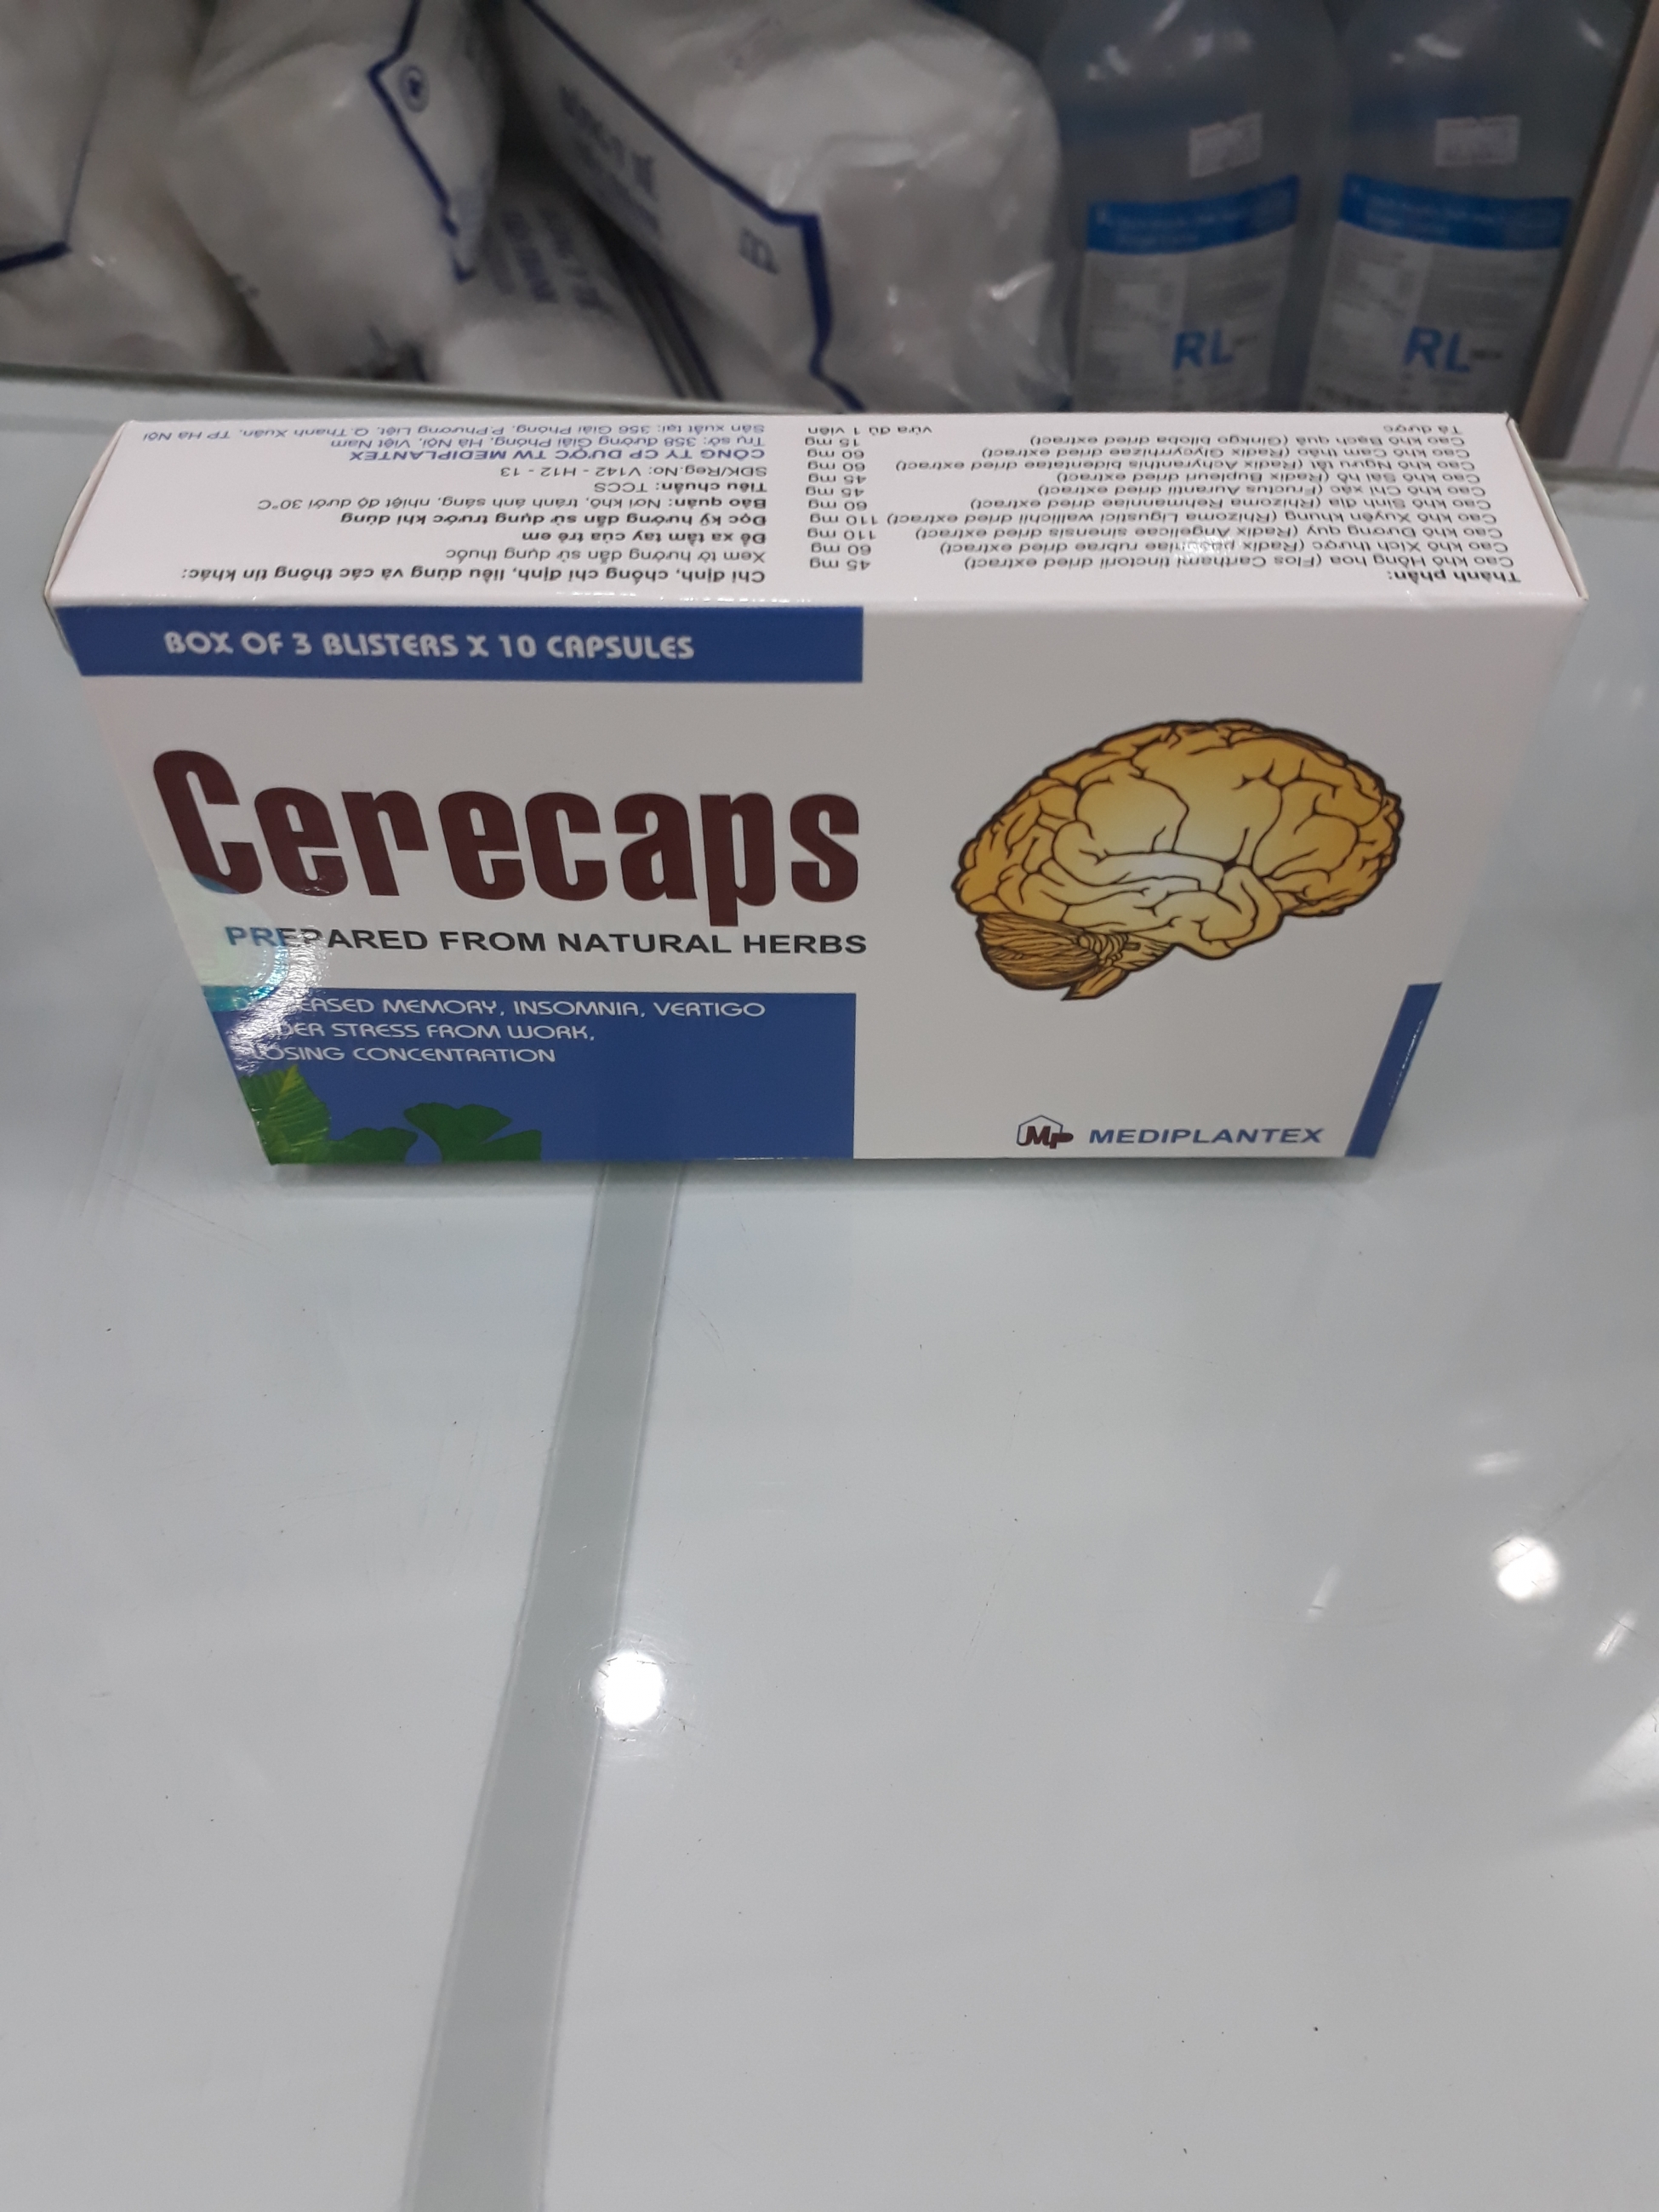 RL
RL
Thành phần:
Cao khô Hồng hoa (Flos Carthami tinctorii dried extract) 45 mg
Cao khô Xích thược (Radix paeoniae rubrae dried extract) 60 mg
Cao khô Đương quy (Radix Angelicae sinensis dried extract) 110 mg
Cao khô Xuyên khung (Rhizoma Ligustici wallichii dried extract) 110 mg
Cao khô Sinh địa (Rhizoma Rehmanniae dried extract) 60 mg
Cao khô Chỉ xác (Fructus Aurantii dried extract) 45 mg
Cao khô Sài hồ (Radix Bupleuri dried extract) 45 mg
Cao khô Ngưu tất (Radix Achyranthis bidentatae dried extract) 60 mg
Cao khô Cam thảo (Radix Glycyrrhizae dried extract) 60 mg
Cao khô Bạch quả (Ginkgo biloba dried extract) 15 mg
Tá dược vừa đủ 1 viên
Chỉ định, chống chỉ định, liều dùng và các thông tin khác:
Xem tờ hướng dẫn sử dụng thuốc
Để xa tầm tay của trẻ em
Đọc kỹ hướng dẫn sử dụng trước khi dùng
Bảo quản: Nơi khô, tránh ánh sáng, nhiệt độ dưới 30°C
Tiêu chuẩn: TCCS
SĐK/Reg.No: V142 - H12 - 13
CÔNG TY CP DƯỢC TW MEDIPLANTEX
Trụ sở: 358 đường Giải Phóng, Hà Nội, Việt Nam
Sản xuất tại: 356 Giải Phóng, P.Phương Liệt, Q.Thanh Xuân, TP Hà Nội
BOX OF 3 BLISTERS X 10 CAPSULES
Cerecaps
PREPARED FROM NATURAL HERBS
MEMORY, INSOMNIA, VERTIGO
STRESS FROM WORK,
LOSING CONCENTRATION
MP MEDIPLANTEX